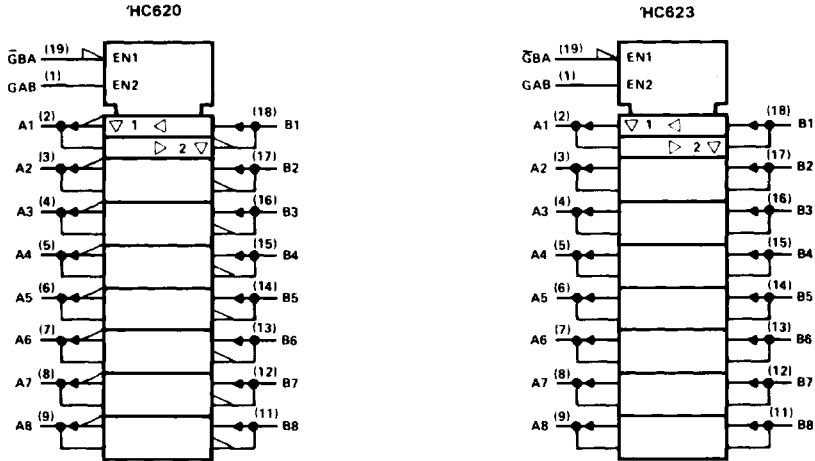 'HC620
G̅BA (19) EN1
GAB (1) EN2
A1 (2) 1 (18) B1
2
A2 (3) (17) B2
A3 (4) (16) B3
A4 (5) (15) B4
A5 (6) (14) B5
A6 (7) (13) B6
A7 (8) (12) B7
A8 (9) (11) B8
'HC623
G̅BA (19) EN1
GAB (1) EN2
A1 (2) 1 (18) B1
2
A2 (3) (17) B2
A3 (4) (16) B3
A4 (5) (15) B4
A5 (6) (14) B5
A6 (7) (13) B6
A7 (8) (12) B7
A8 (9) (11) B8